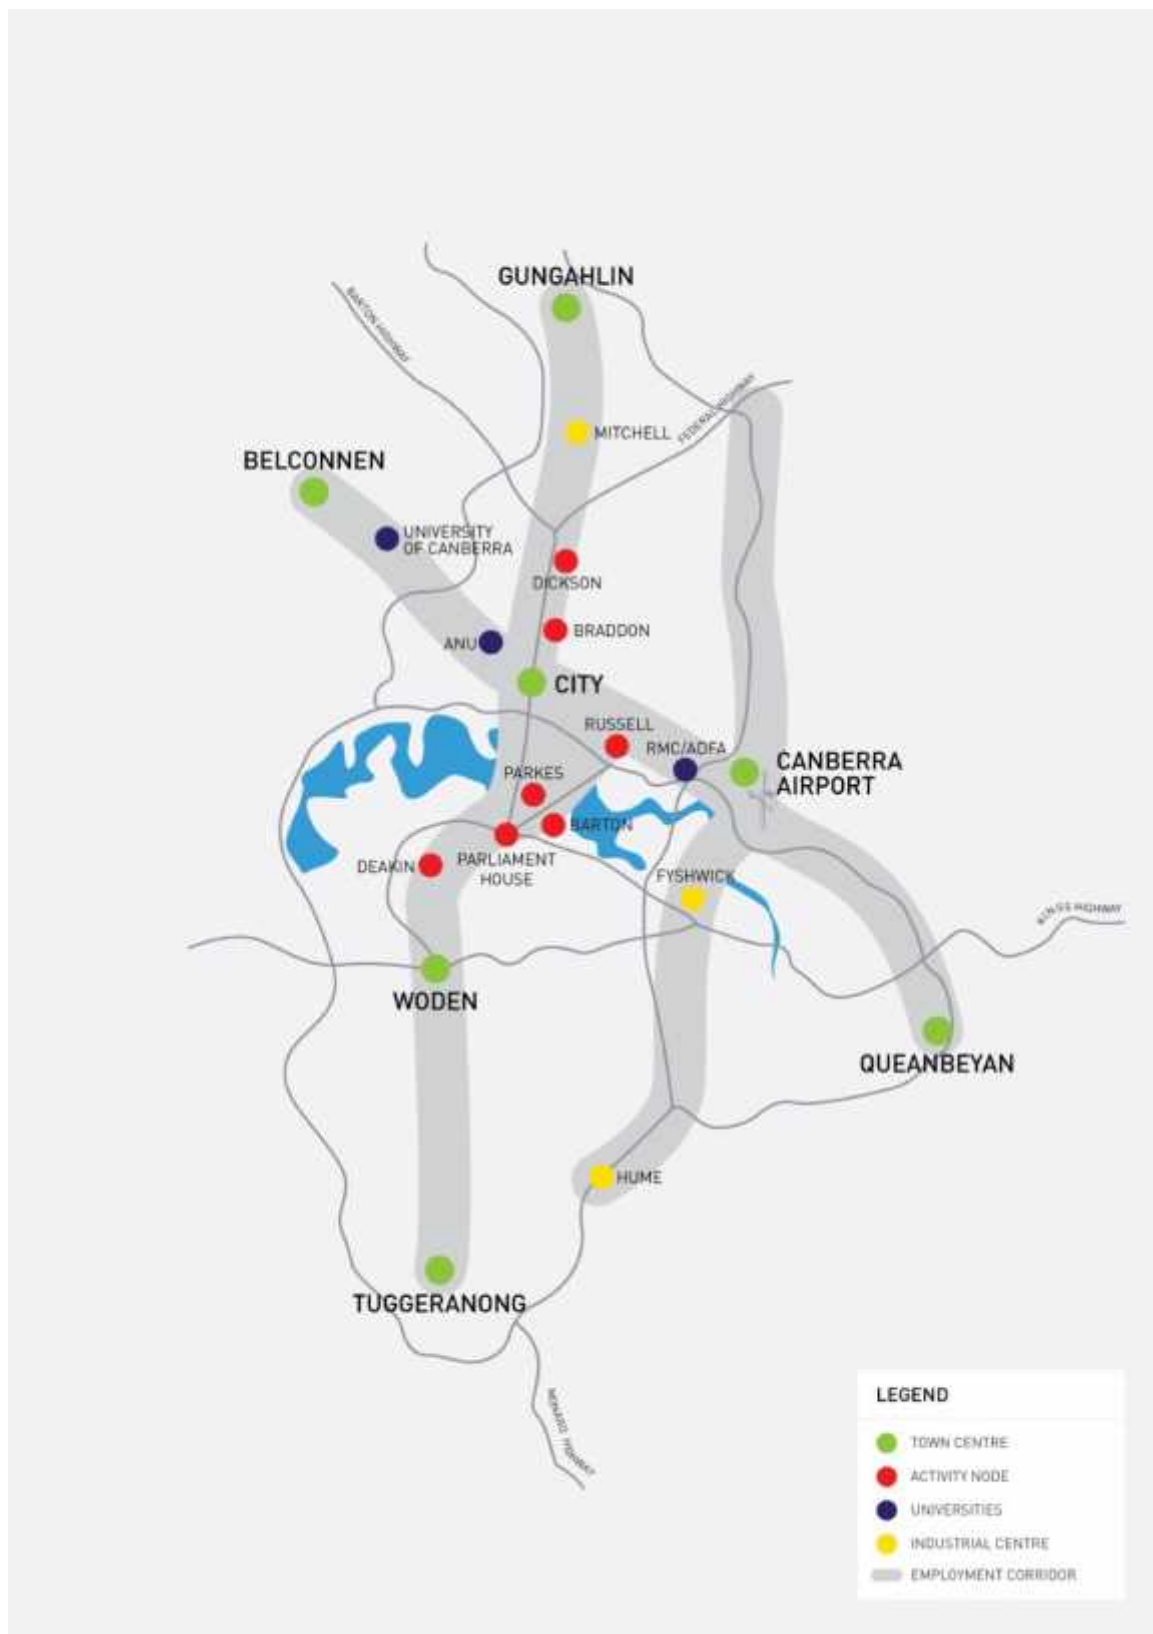 GUNGAHLIN
BARTON HIGHWAY
FEDERAL HIGHWAY
MITCHELL
BELCONNEN
UNIVERSITY
OF CANBERRA
DICKSON
BRADDON
ANU
CITY
RUSSELL
RMC/ADFA
CANBERRA
AIRPORT
PARKES
BARTON
PARLIAMENT
HOUSE
DEAKIN
FYSHWICK
KINGS HIGHWAY
WODEN
QUEANBEYAN
HUME
TUGGERANONG
MONARO HIGHWAY
LEGEND
TOWN CENTRE
ACTIVITY NODE
UNIVERSITIES
INDUSTRIAL CENTRE
EMPLOYMENT CORRIDOR